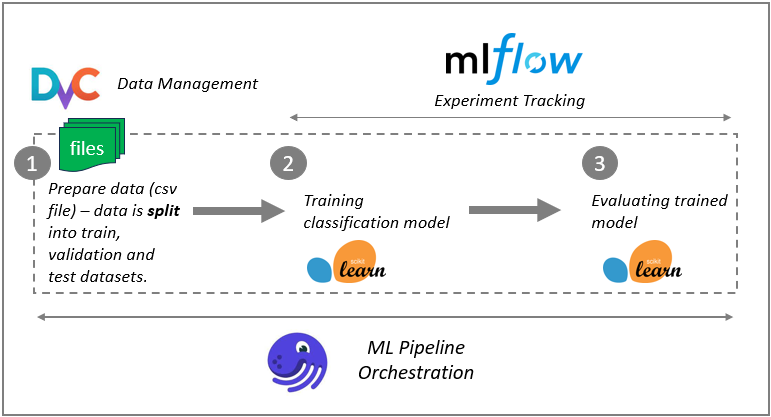 DVC
Data Management
mlflow
Experiment Tracking
files
1
Prepare data (csv
file) – data is split
into train,
validation and
test datasets.
2
Training
classification model
scikit
learn
3
Evaluating trained
model
scikit
learn
ML Pipeline
Orchestration